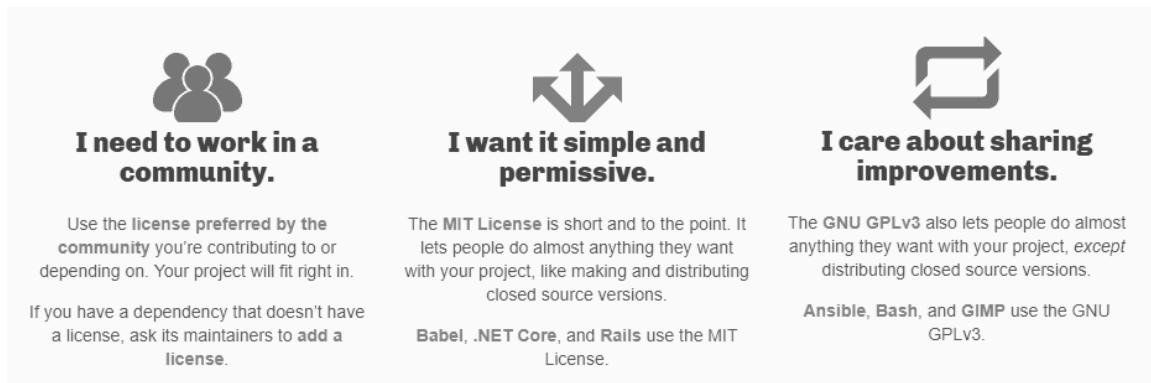 I need to work in a
community.
Use the license preferred by the
community you’re contributing to or
depending on. Your project will fit right in.
If you have a dependency that doesn’t have
a license, ask its maintainers to add a
license.
I want it simple and
permissive.
The MIT License is short and to the point. It
lets people do almost anything they want
with your project, like making and distributing
closed source versions.
Babel, .NET Core, and Rails use the MIT
License.
I care about sharing
improvements.
The GNU GPLv3 also lets people do almost
anything they want with your project, except
distributing closed source versions.
Ansible, Bash, and GIMP use the GNU
GPLv3.